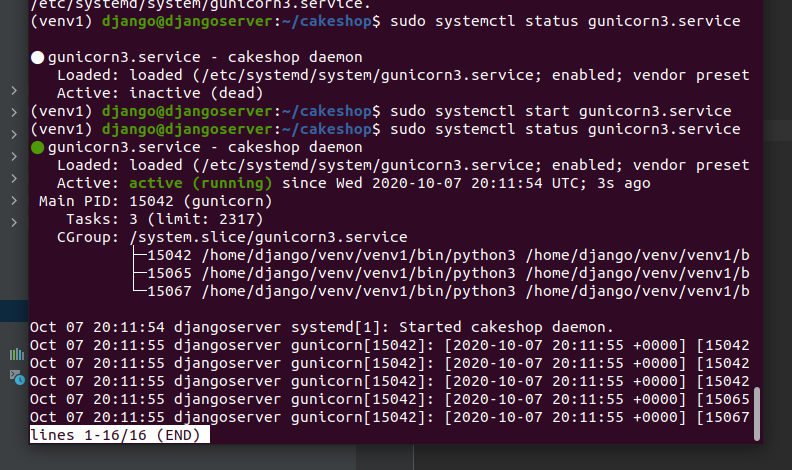 /etc/systemd/system/gunicorn3.service.
(venv1) django@djangoserver:~/cakeshop$ sudo systemctl status gunicorn3.service
● gunicorn3.service - cakeshop daemon
Loaded: loaded (/etc/systemd/system/gunicorn3.service; enabled; vendor preset
Active: inactive (dead)
(venv1) django@djangoserver:~/cakeshop$ sudo systemctl start gunicorn3.service
(venv1) django@djangoserver:~/cakeshop$ sudo systemctl status gunicorn3.service
● gunicorn3.service - cakeshop daemon
Loaded: loaded (/etc/systemd/system/gunicorn3.service; enabled; vendor preset
Active: active (running) since Wed 2020-10-07 20:11:54 UTC; 3s ago
Main PID: 15042 (gunicorn)
Tasks: 3 (limit: 2317)
CGroup: /system.slice/gunicorn3.service
├─15042 /home/django/venv/venv1/bin/python3 /home/django/venv/venv1/b
├─15065 /home/django/venv/venv1/bin/python3 /home/django/venv/venv1/b
└─15067 /home/django/venv/venv1/bin/python3 /home/django/venv/venv1/b
Oct 07 20:11:54 djangoserver systemd[1]: Started cakeshop daemon.
Oct 07 20:11:55 djangoserver gunicorn[15042]: [2020-10-07 20:11:55 +0000] [15042
Oct 07 20:11:55 djangoserver gunicorn[15042]: [2020-10-07 20:11:55 +0000] [15042
Oct 07 20:11:55 djangoserver gunicorn[15042]: [2020-10-07 20:11:55 +0000] [15042
Oct 07 20:11:55 djangoserver gunicorn[15042]: [2020-10-07 20:11:55 +0000] [15065
Oct 07 20:11:55 djangoserver gunicorn[15042]: [2020-10-07 20:11:55 +0000] [15067
lines 1-16/16 (END)